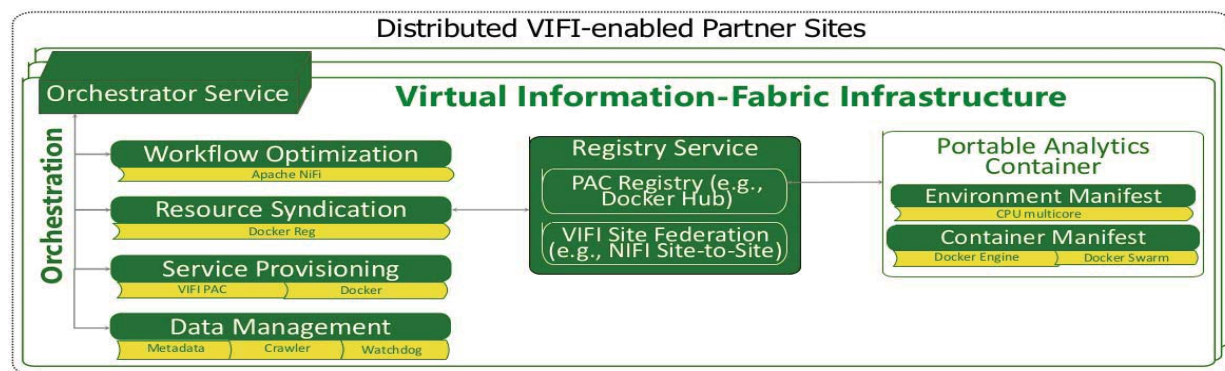 Distributed VIFI-enabled Partner Sites
Orchestrator Service
Virtual Information-Fabric Infrastructure
Orchestration
Workflow Optimization
Apache NiFi
Resource Syndication
Docker Reg
Service Provisioning
VIFI PAC
Docker
Data Management
Metadata
Crawler
Watchdog
Registry Service
PAC Registry (e.g.,
Docker Hub)
VIFI Site Federation
(e.g., NIFI Site-to-Site)
Portable Analytics
Container
Environment Manifest
CPU multicore
Container Manifest
Docker Engine
Docker Swarm